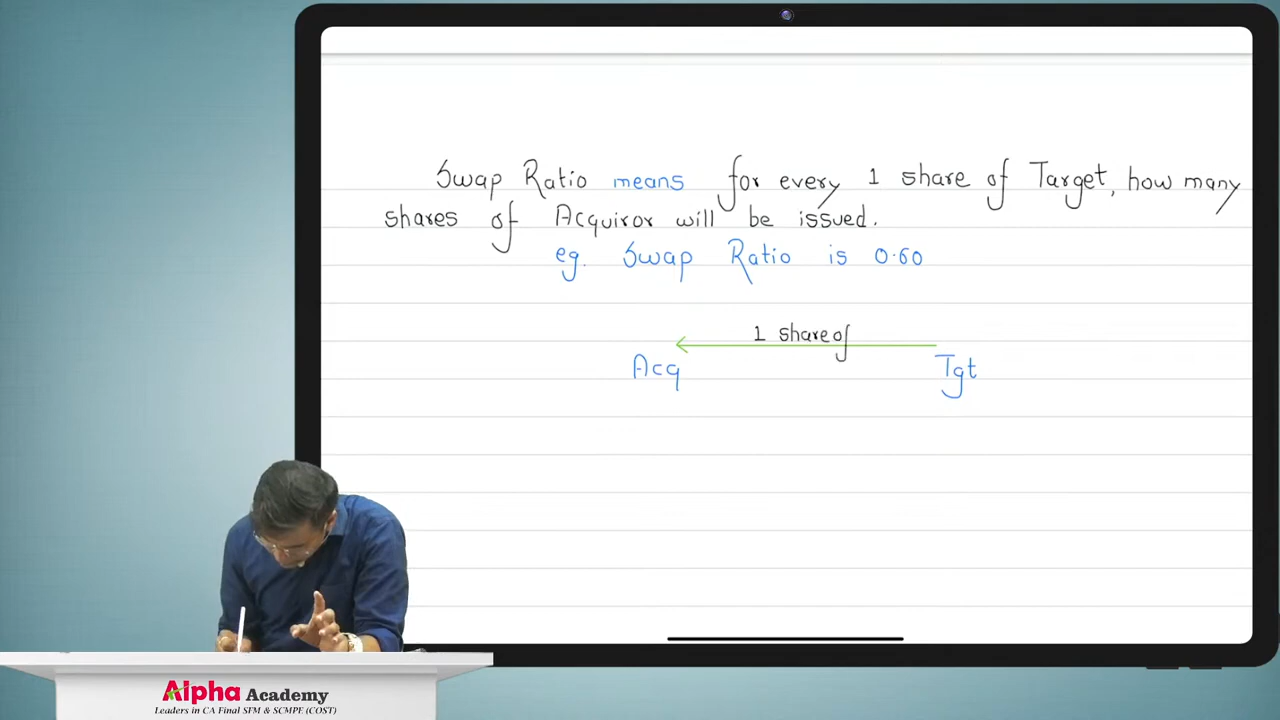 Swap Ratio means for every 1 share of Target, how many
shares of Acquiror will be issued.
eg. Swap Ratio is 0.60
1 share of
Acq
Tgt
Alpha Academy
Leaders in CA Final SFM & SCMPE (COST)